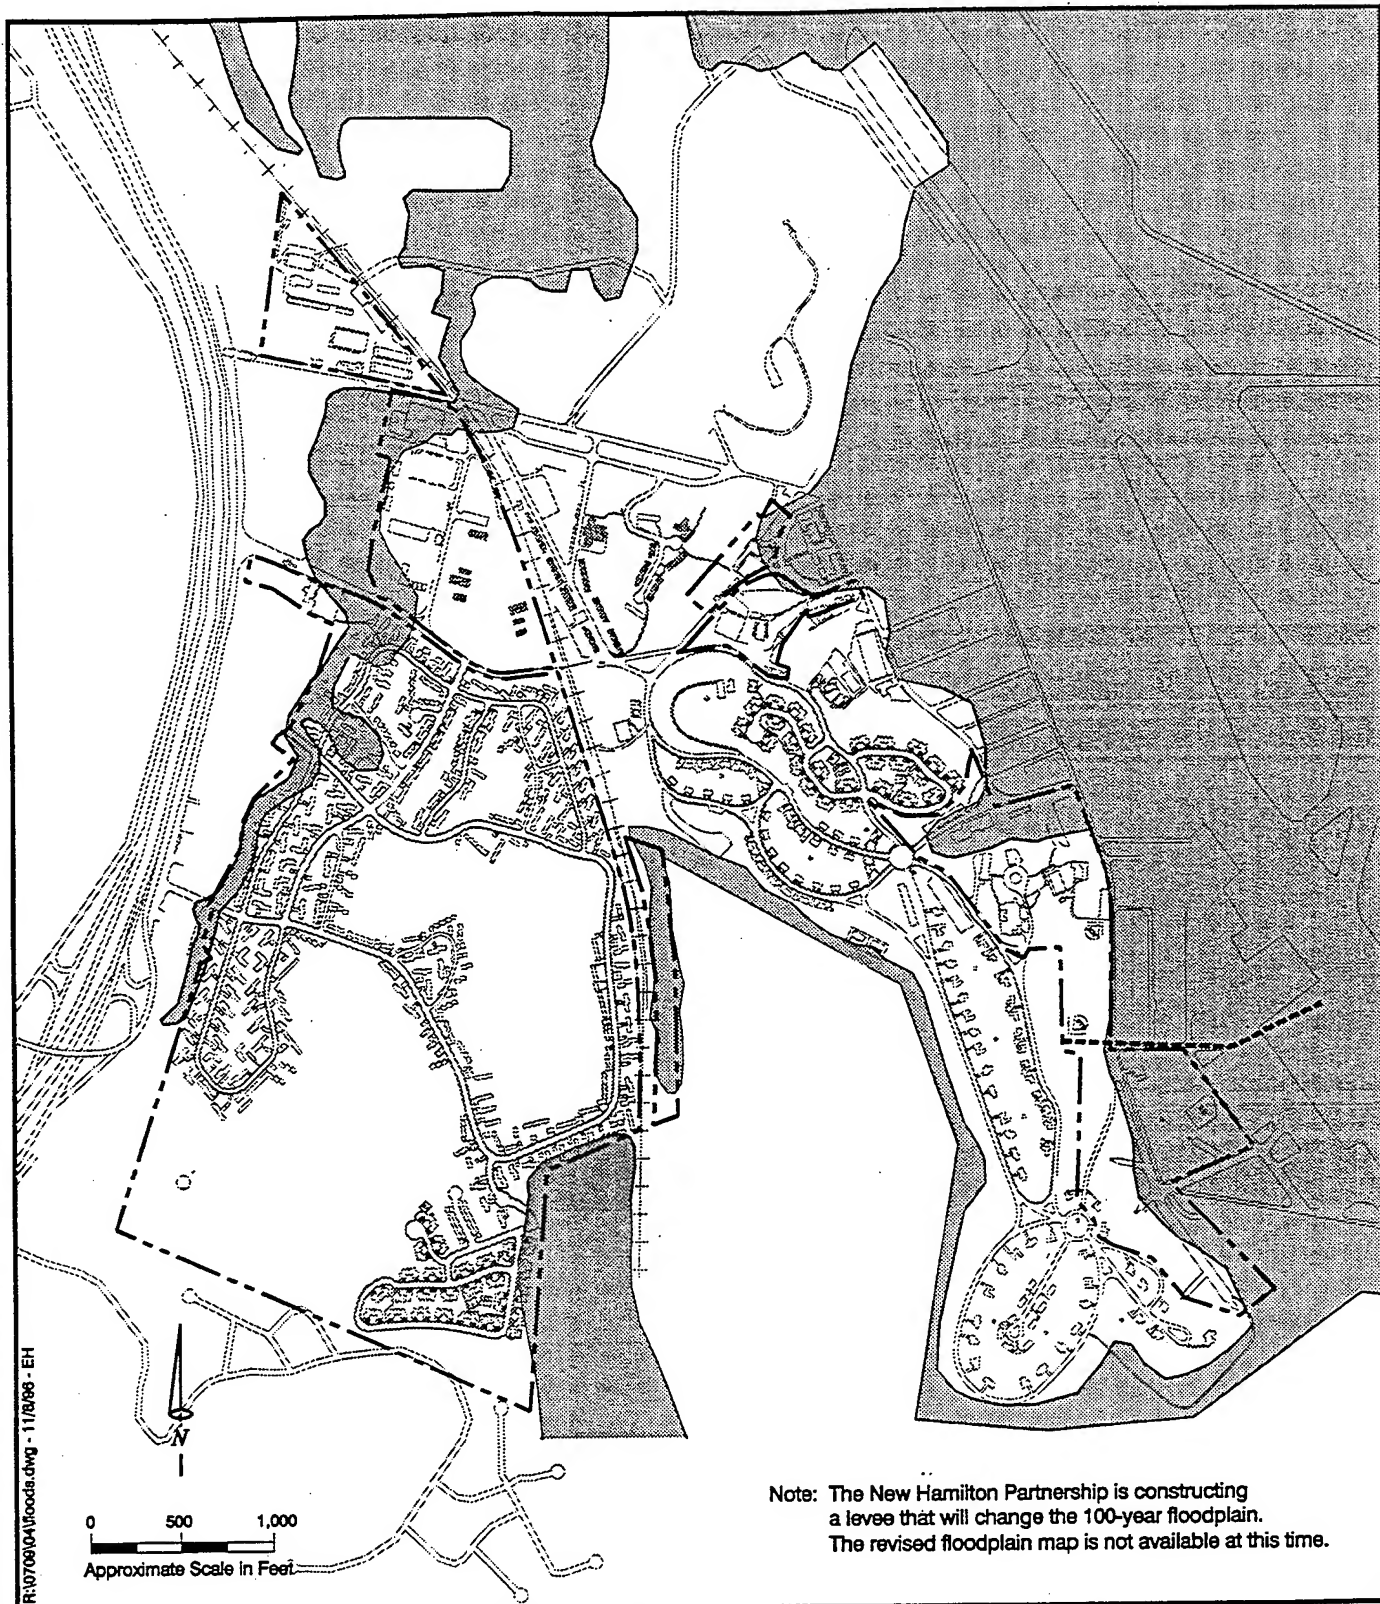 R:\0709\04\floods.dwg - 11/8/96 - EH
N
0 500 1,000
Approximate Scale in Feet
Note: The New Hamilton Partnership is constructing
a levee that will change the 100-year floodplain.
The revised floodplain map is not available at this time.